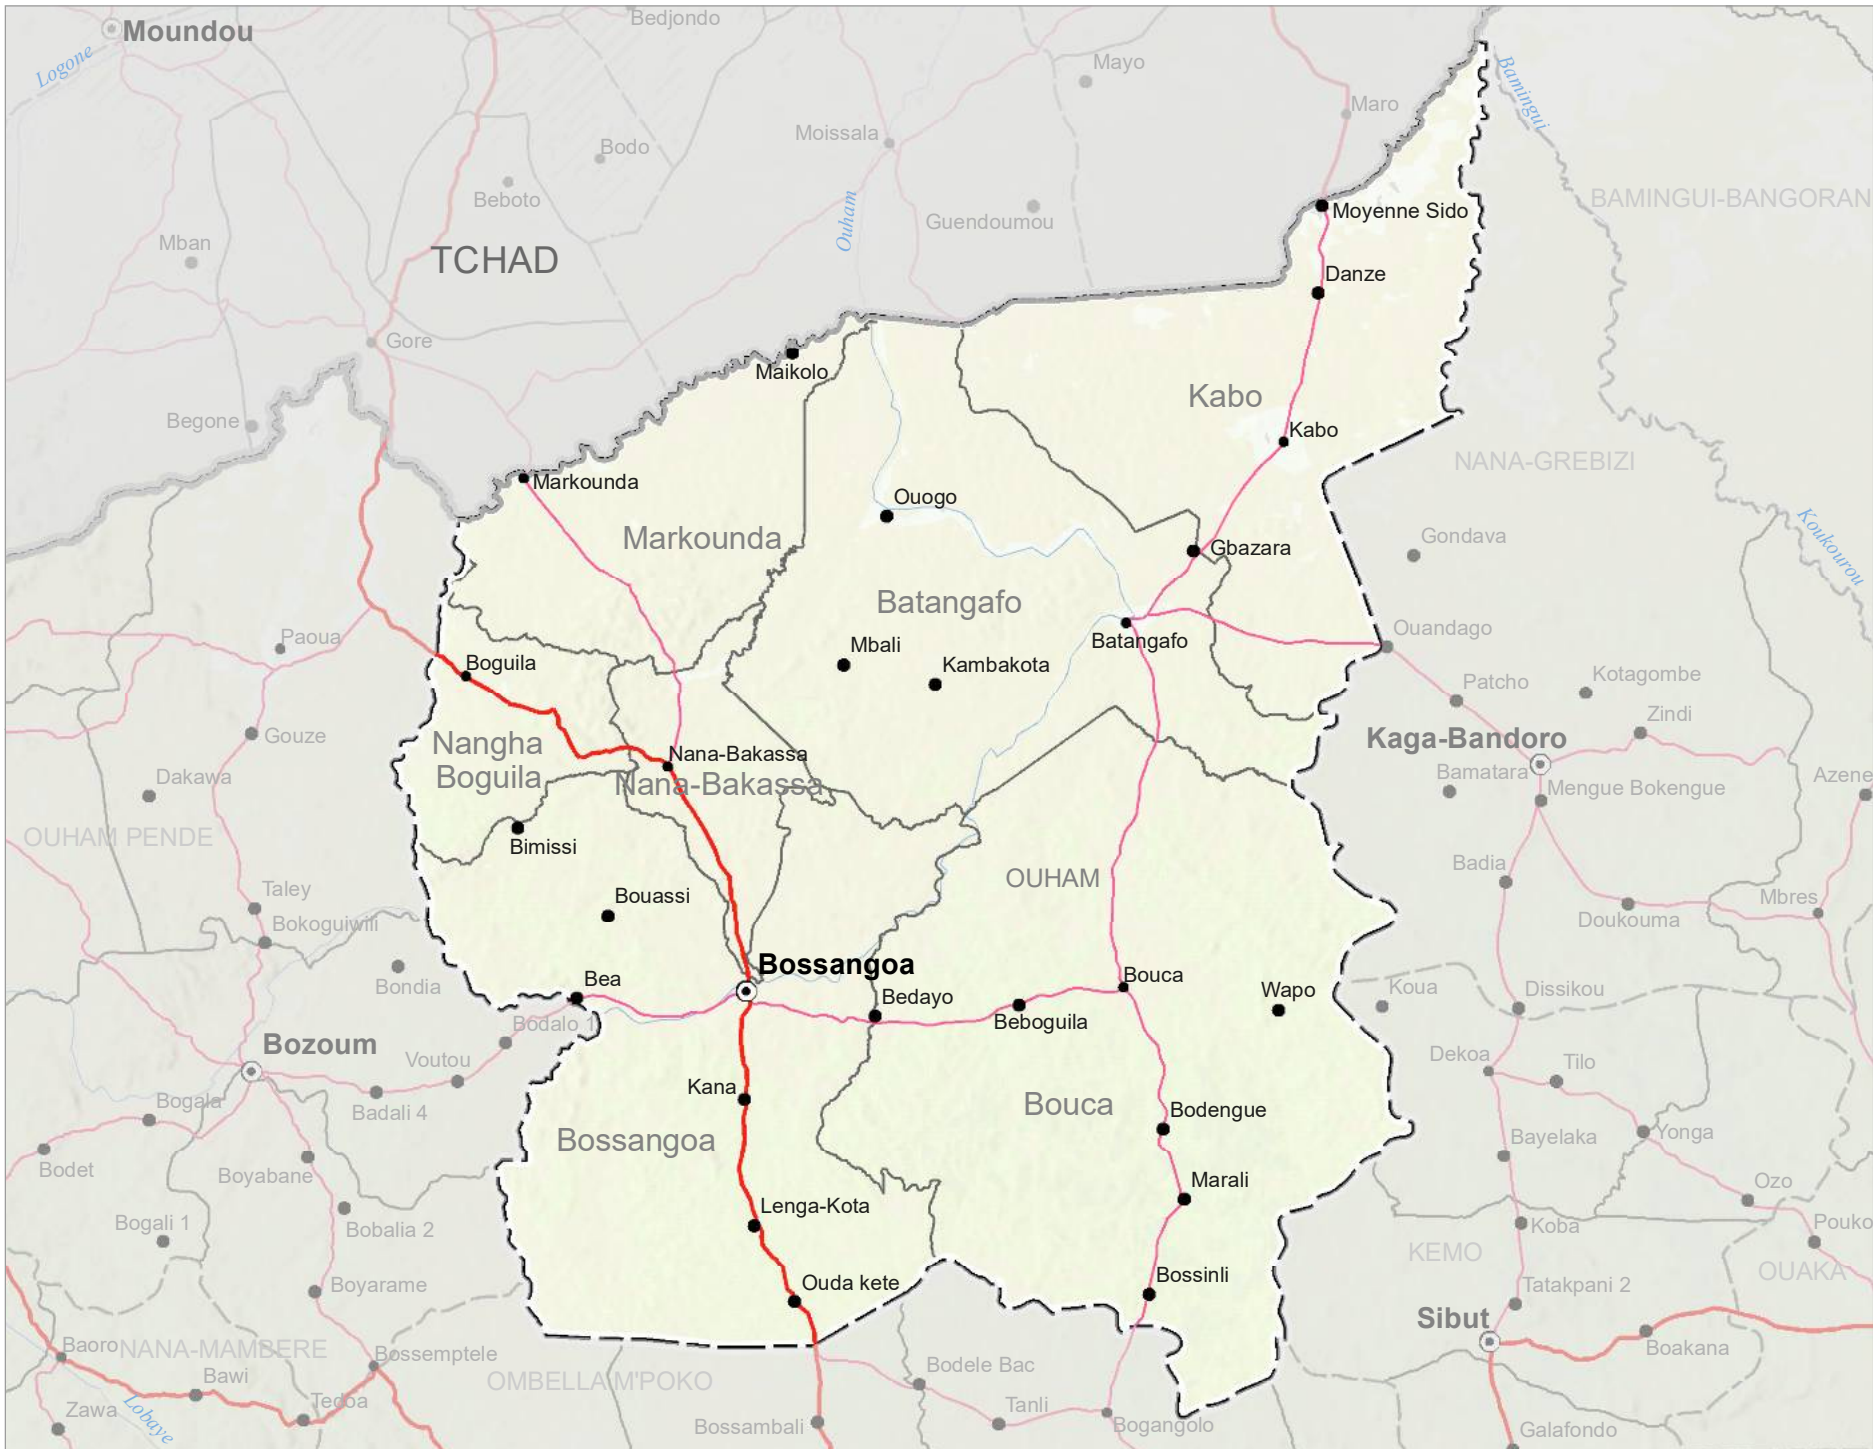 Bedjondo
Moundou
Logone
Mayo
Bamingui
Maro
Moissala
Bodo
Beboto
BAMINGUI-BANGORAN
Ouham
Guendoumou
Moyenne Sido
Mban
TCHAD
Danze
Gore
Maikolo
Kabo
Begone
Kabo
NANA-GREBIZI
Markounda
Ouogo
Koukourou
Markounda
Gbazara
Gondava
Batangafo
Ouandago
Paoua
Mbali
Batangafo
Boguila
Kambakota
Kotagombe
Patcho
Zindi
Gouze
Nangha
Boguila
Nana-Bakassa
Kaga-Bandoro
Dakawa
Nana-Bakassa
Bamatara
Azene
Mengue Bokengue
OUHAM PENDE
Bimissi
Badia
OUHAM
Taley
Bouassi
Mbres
Bokoguiwili
Doukouma
Bossangoa
Bondia
Bea
Bouca
Wapo
Koua
Dissikou
Bedayo
Bodalo 1
Beboguila
Bozoum
Voutou
Dekoa
Tilo
Kana
Bogala
Badali 4
Bouca
Bodengue
Bossangoa
Bayelaka
Yonga
Bodet
Boyabane
Marali
Ozo
Lenga-Kota
Bogali 1
Bobalia 2
Koba
Pouko
KEMO
Bossinli
OUAKA
Boyarame
Ouda kete
Tatakpani 2
Sibut
Baoro
NANA-MAMBERE
Bossemptele
Boakana
Bodele Bac
Bawi
OMBELLA M'POKO
Tedoa
Tanli
Zawa
Lobaye
Bossambali
Bogangolo
Galafondo